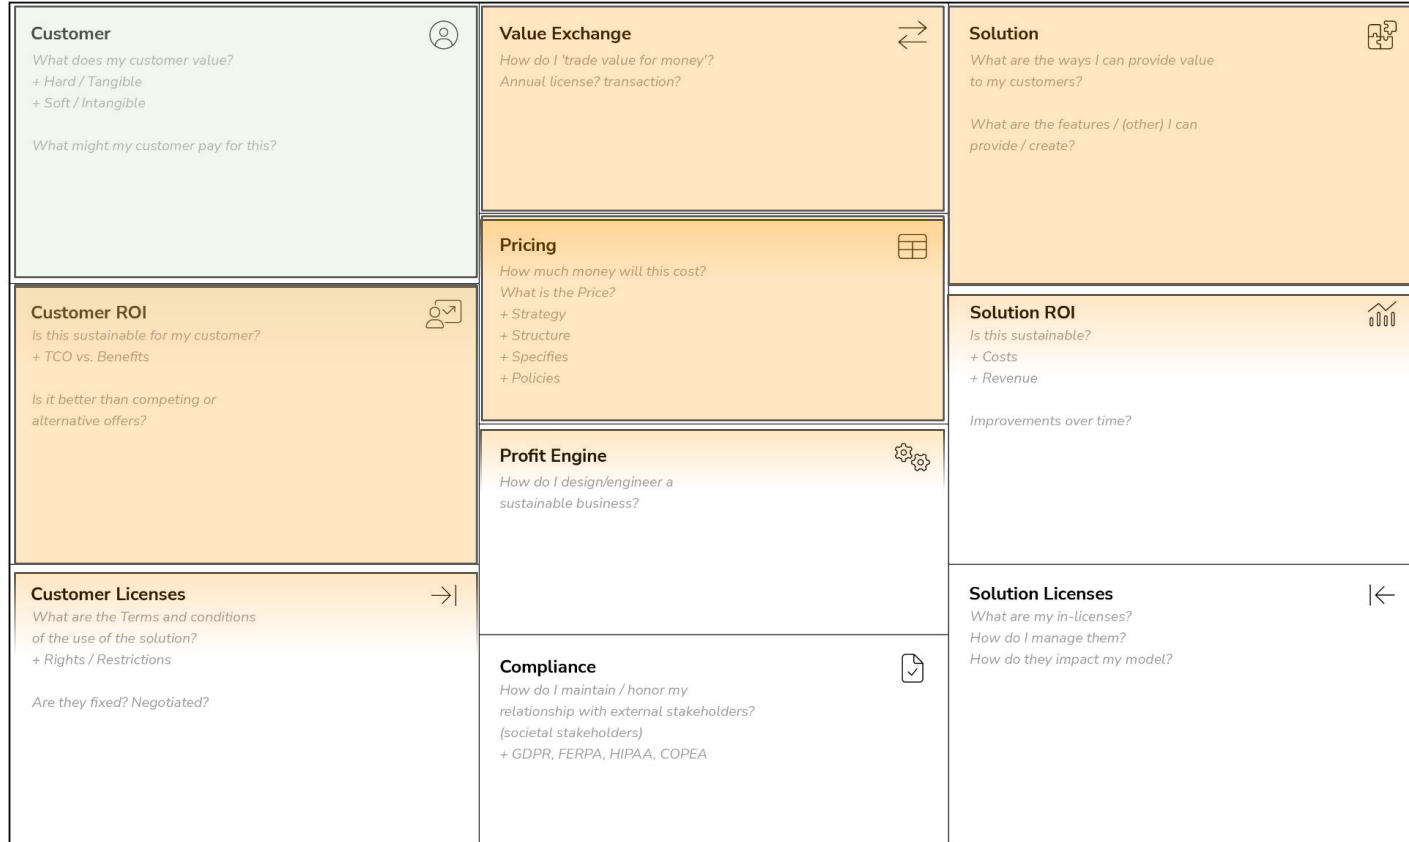 Customer
What does my customer value?
+ Hard / Tangible
+ Soft / Intangible
What might my customer pay for this?
Customer ROI
Is this sustainable for my customer?
+ TCO vs. Benefits
Is it better than competing or
alternative offers?
Customer Licenses
What are the Terms and conditions
of the use of the solution?
+ Rights / Restrictions
Are they fixed? Negotiated?
Value Exchange
How do I 'trade value for money'?
Annual license? transaction?
Pricing
How much money will this cost?
What is the Price?
+ Strategy
+ Structure
+ Specifies
+ Policies
Profit Engine
How do I design/engineer a
sustainable business?
Compliance
How do I maintain / honor my
relationship with external stakeholders?
(societal stakeholders)
+ GDPR, FERPA, HIPAA, COPEA
Solution
What are the ways I can provide value
to my customers?
What are the features / (other) I can
provide / create?
Solution ROI
Is this sustainable?
+ Costs
+ Revenue
Improvements over time?
Solution Licenses
What are my in-licenses?
How do I manage them?
How do they impact my model?